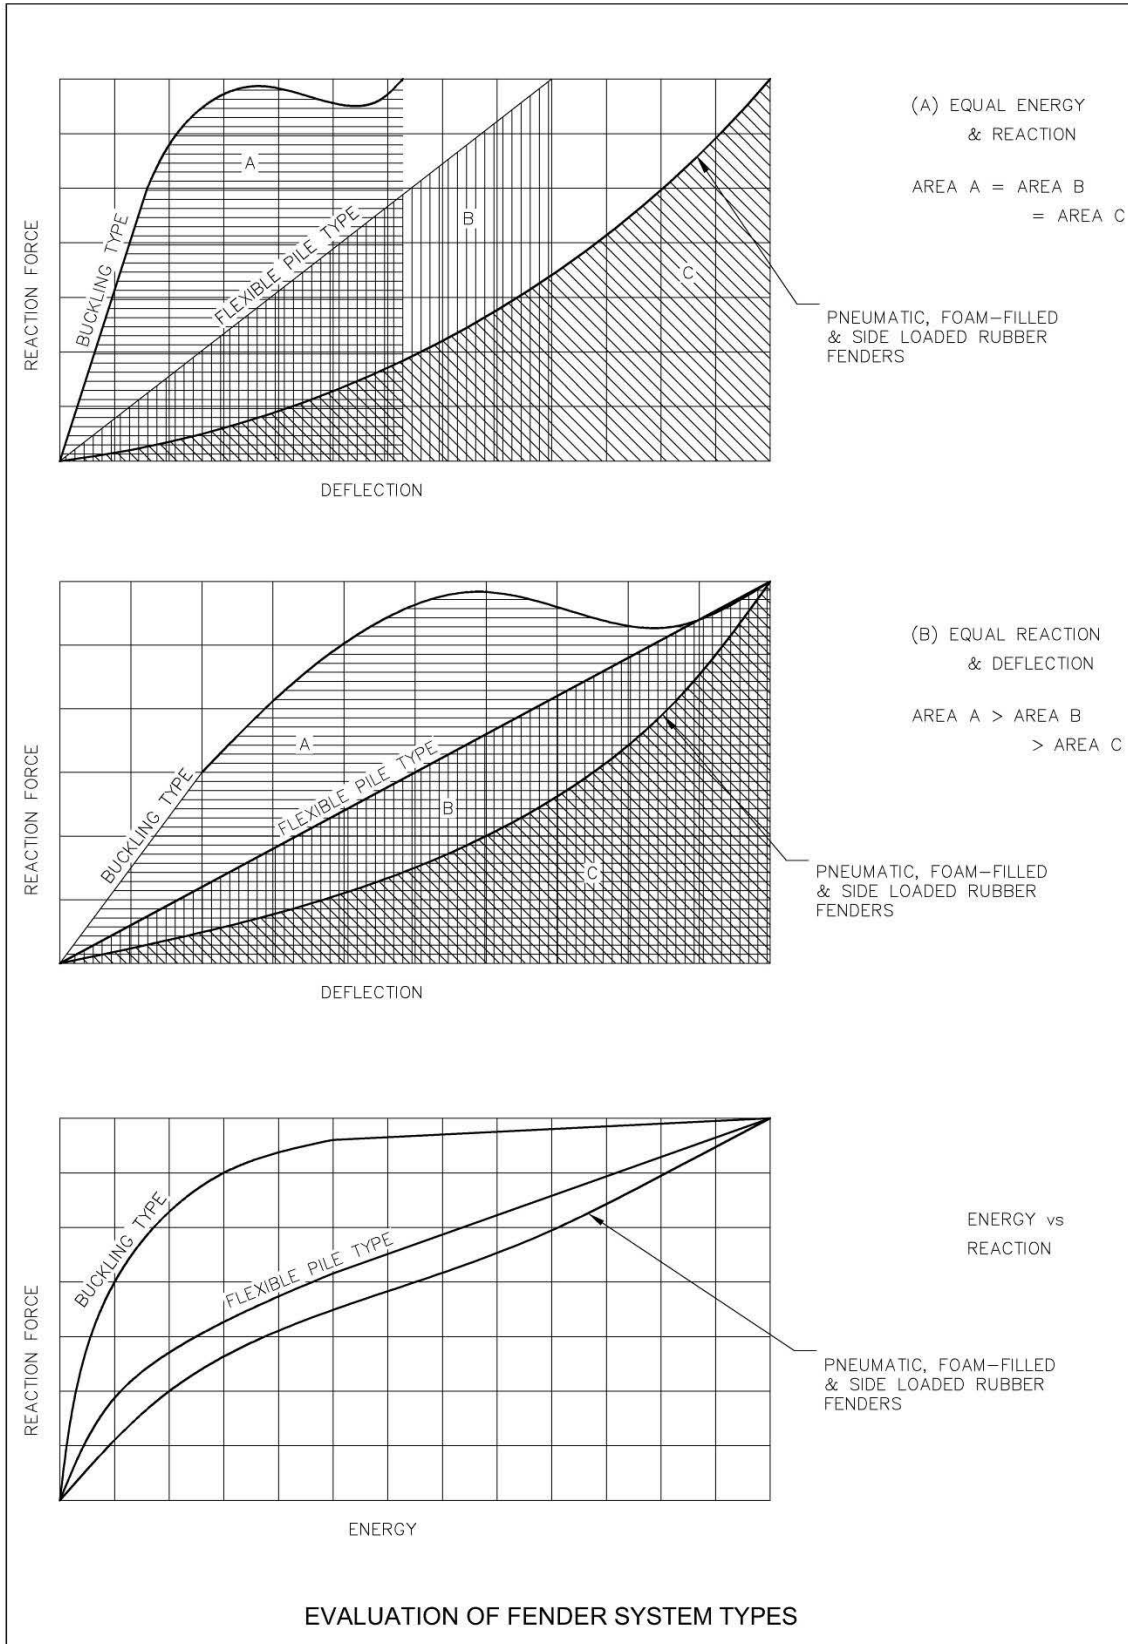 (A) EQUAL ENERGY
& REACTION
AREA A = AREA B
= AREA C
A
B
C
BUCKLING TYPE
FLEXIBLE PILE TYPE
REACTION FORCE
PNEUMATIC, FOAM-FILLED
& SIDE LOADED RUBBER
FENDERS
DEFLECTION
(B) EQUAL REACTION
& DEFLECTION
AREA A > AREA B
> AREA C
A
B
C
BUCKLING TYPE
FLEXIBLE PILE TYPE
REACTION FORCE
PNEUMATIC, FOAM-FILLED
& SIDE LOADED RUBBER
FENDERS
DEFLECTION
ENERGY vs
REACTION
BUCKLING TYPE
FLEXIBLE PILE TYPE
REACTION FORCE
PNEUMATIC, FOAM-FILLED
& SIDE LOADED RUBBER
FENDERS
ENERGY
EVALUATION OF FENDER SYSTEM TYPES